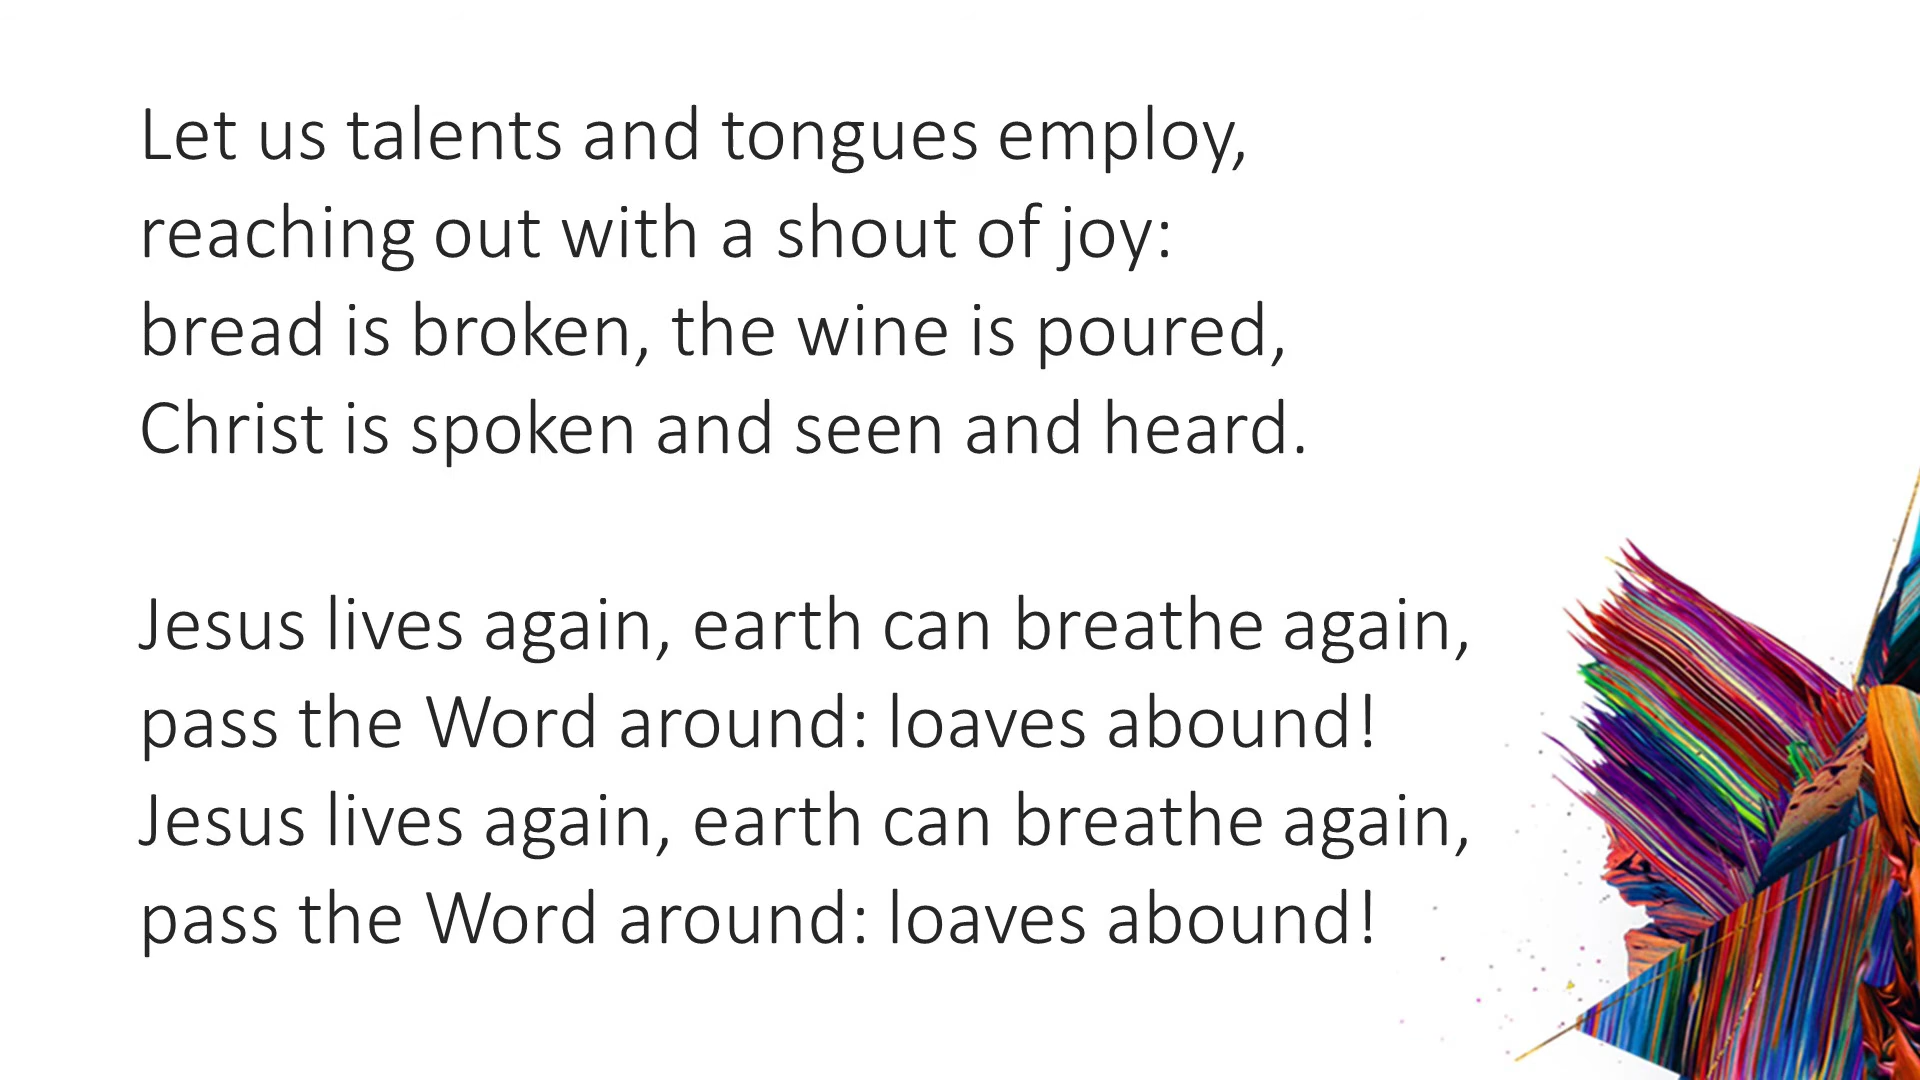 Let us talents and tongues employ,
reaching out with a shout of joy:
bread is broken, the wine is poured,
Christ is spoken and seen and heard.
Jesus lives again, earth can breathe again,
pass the Word around: loaves abound!
Jesus lives again, earth can breathe again,
pass the Word around: loaves abound!